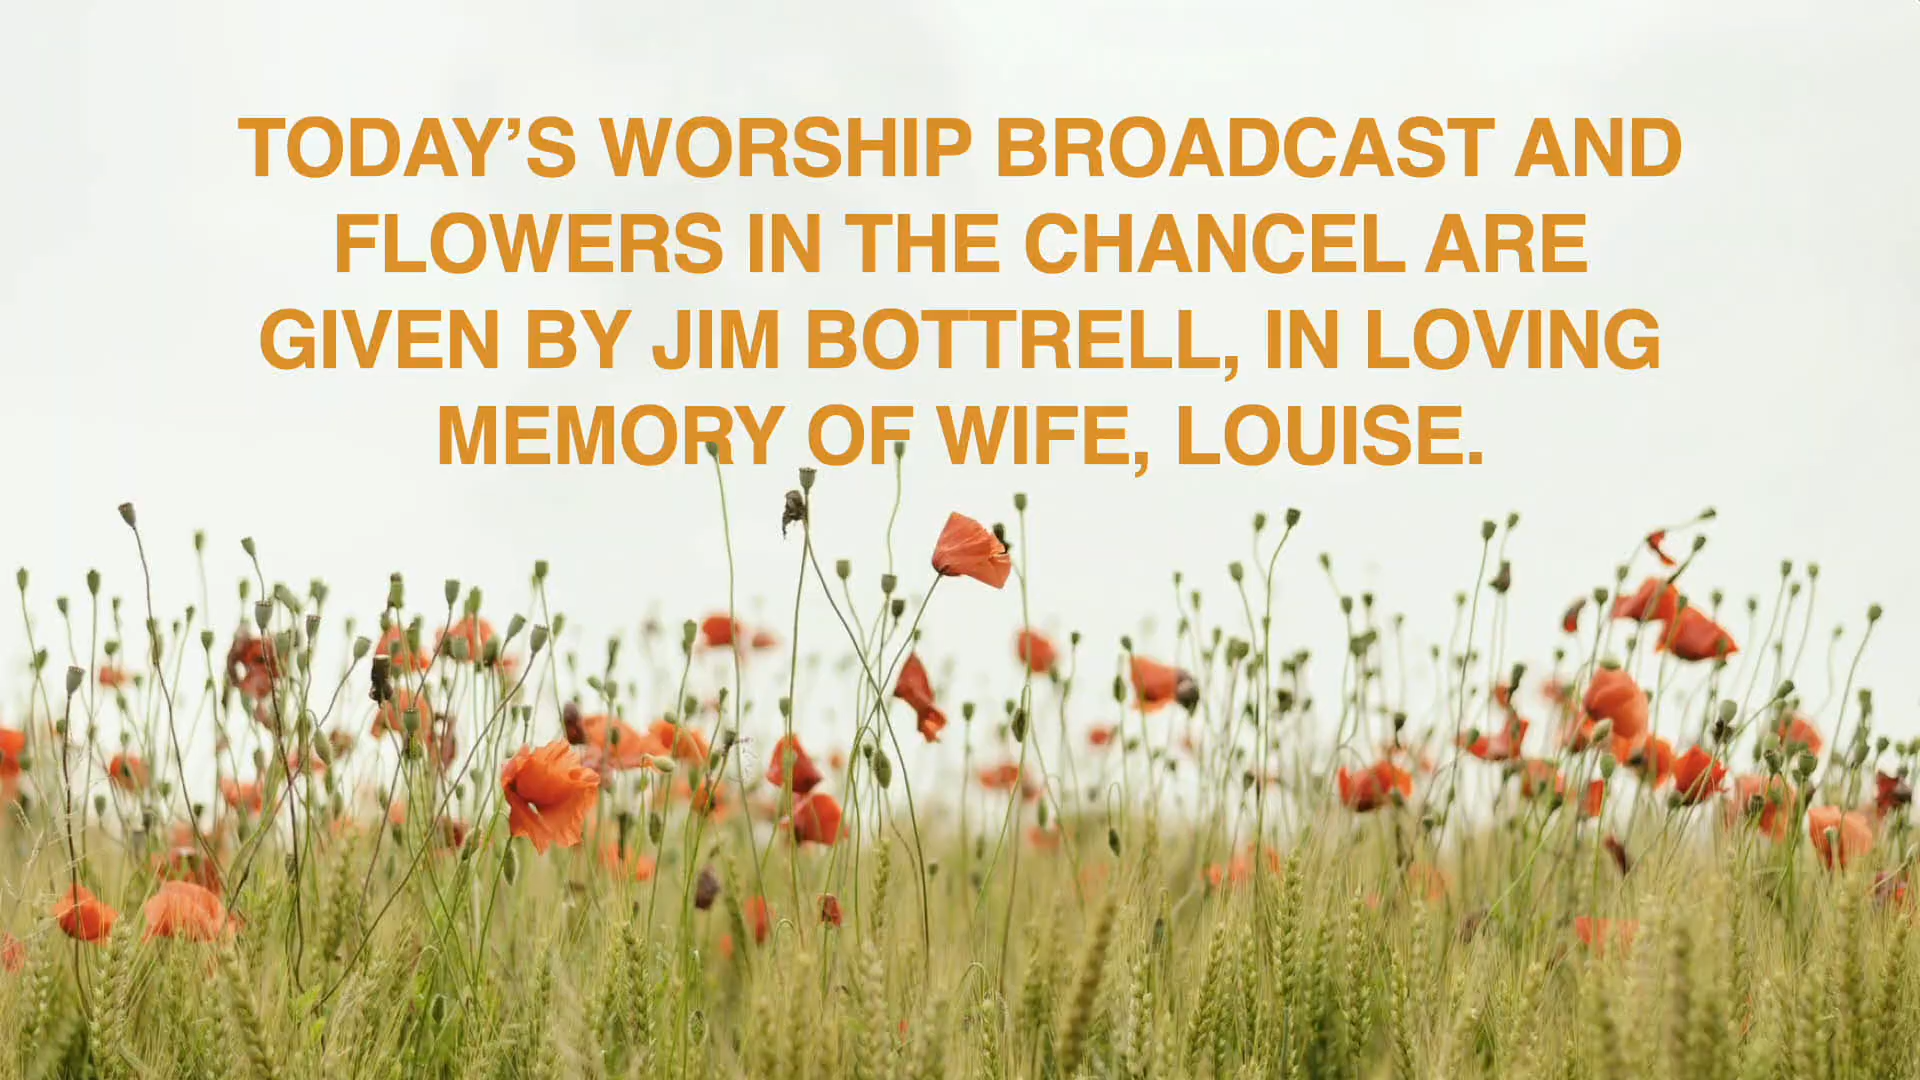 TODAY’S WORSHIP BROADCAST AND
FLOWERS IN THE CHANCEL ARE
GIVEN BY JIM BOTTRELL, IN LOVING
MEMORY OF WIFE, LOUISE.